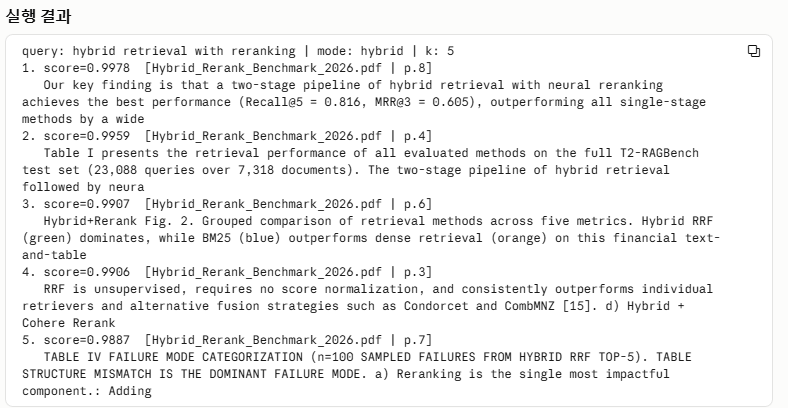 실행 결과
query: hybrid retrieval with reranking | mode: hybrid | k: 5
1. score=0.9978  [Hybrid_Rerank_Benchmark_2026.pdf | p.8]
Our key finding is that a two-stage pipeline of hybrid retrieval with neural reranking
achieves the best performance (Recall@5 = 0.816, MRR@3 = 0.605), outperforming all single-stage
methods by a wide
2. score=0.9959  [Hybrid_Rerank_Benchmark_2026.pdf | p.4]
Table I presents the retrieval performance of all evaluated methods on the full T2-RAGBench
test set (23,088 queries over 7,318 documents). The two-stage pipeline of hybrid retrieval
followed by neura
3. score=0.9907  [Hybrid_Rerank_Benchmark_2026.pdf | p.6]
Hybrid+Rerank Fig. 2. Grouped comparison of retrieval methods across five metrics. Hybrid RRF
(green) dominates, while BM25 (blue) outperforms dense retrieval (orange) on this financial text-
and-table
4. score=0.9906  [Hybrid_Rerank_Benchmark_2026.pdf | p.3]
RRF is unsupervised, requires no score normalization, and consistently outperforms individual
retrievers and alternative fusion strategies such as Condorcet and CombMNZ [15]. d) Hybrid +
Cohere Rerank
5. score=0.9887  [Hybrid_Rerank_Benchmark_2026.pdf | p.7]
TABLE IV FAILURE MODE CATEGORIZATION (n=100 SAMPLED FAILURES FROM HYBRID RRF TOP-5). TABLE
STRUCTURE MISMATCH IS THE DOMINANT FAILURE MODE. a) Reranking is the single most impactful
component.: Adding